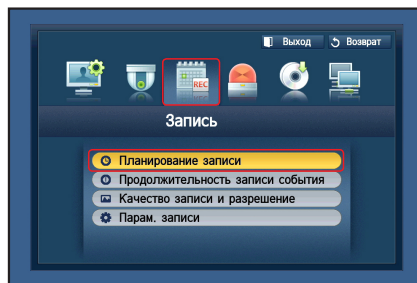 Выход
Возврат
REC
Запись
Планирование записи
Продолжительность записи события
Качество записи и разрешение
Парам. записи